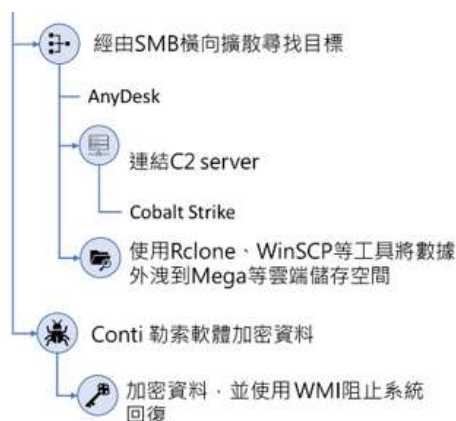 經由SMB橫向擴散尋找目標
AnyDesk
連結C2 server
Cobalt Strike
使用Rclone、WinSCP等工具將數據
外洩到Mega等雲端儲存空間
Conti 勒索軟體加密資料
加密資料，並使用WMI阻止系統
回復